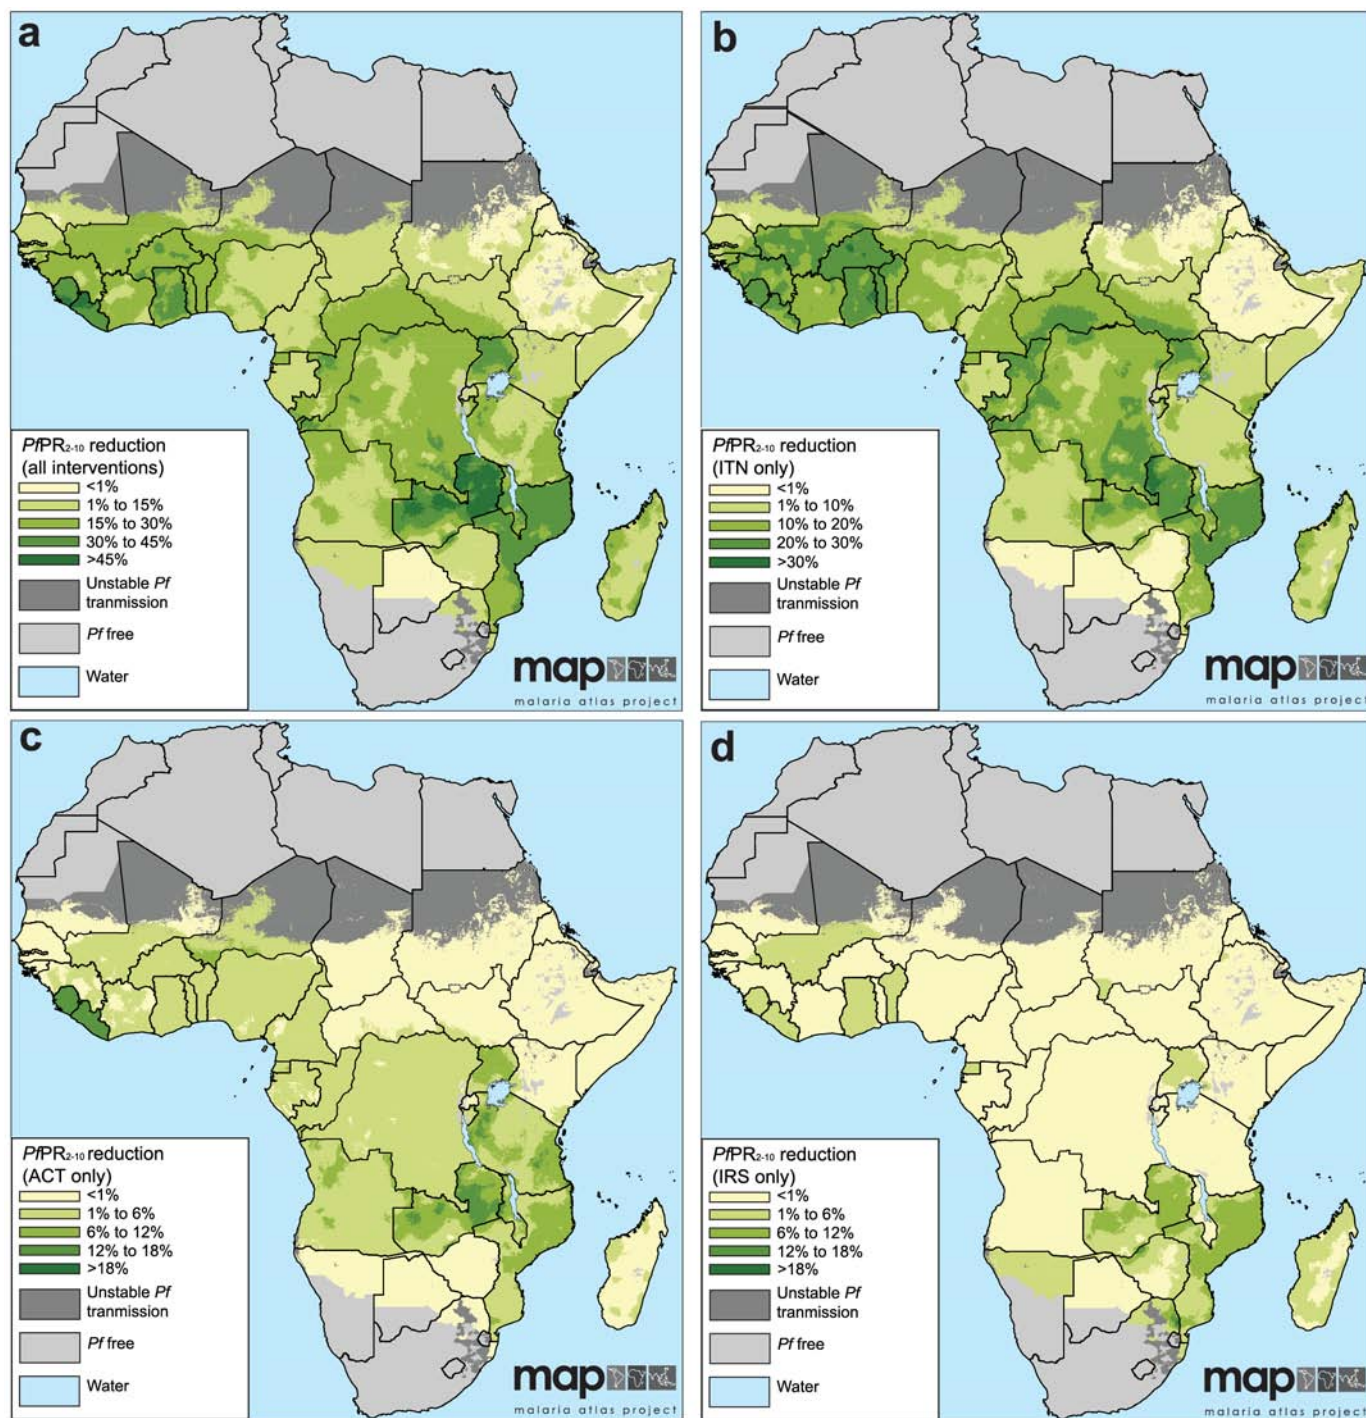 a
PfPR2-10 reduction
(all interventions)
<1%
1% to 15%
15% to 30%
30% to 45%
>45%
Unstable Pf
tranmission
Pf free
Water
map
malaria atlas project
b
PfPR2-10 reduction
(ITN only)
<1%
1% to 10%
10% to 20%
20% to 30%
>30%
Unstable Pf
tranmission
Pf free
Water
map
malaria atlas project
c
PfPR2-10 reduction
(ACT only)
<1%
1% to 6%
6% to 12%
12% to 18%
>18%
Unstable Pf
tranmission
Pf free
Water
map
malaria atlas project
d
PfPR2-10 reduction
(IRS only)
<1%
1% to 6%
6% to 12%
12% to 18%
>18%
Unstable Pf
tranmission
Pf free
Water
map
malaria atlas project